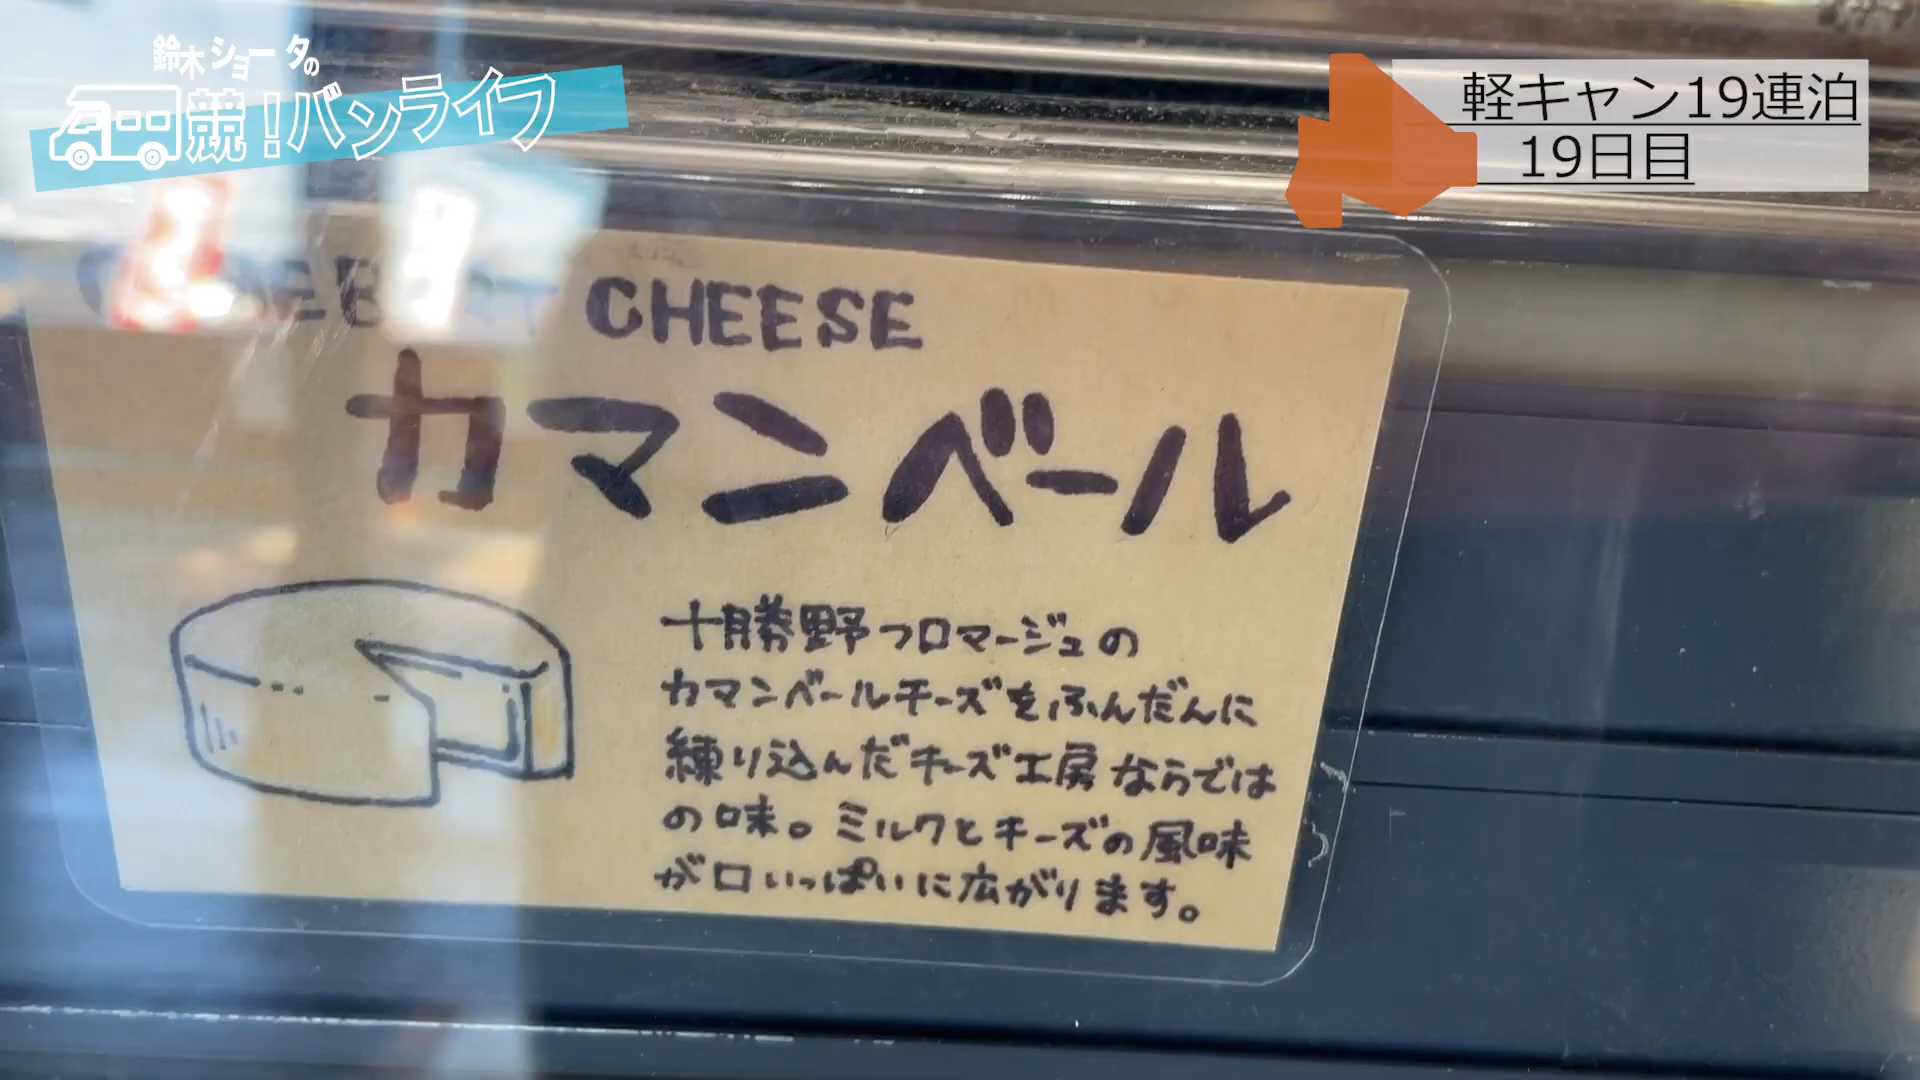 鈴木ショータの
競!バンライフ
軽キャン19連泊
19日目
CHEESE
カマンベール
十勝野フロマージュの
カマンベールチーズをふんだんに
練り込んだチーズ工房ならでは
の味。ミルクとチーズの風味
が口いっぱいに広がります。